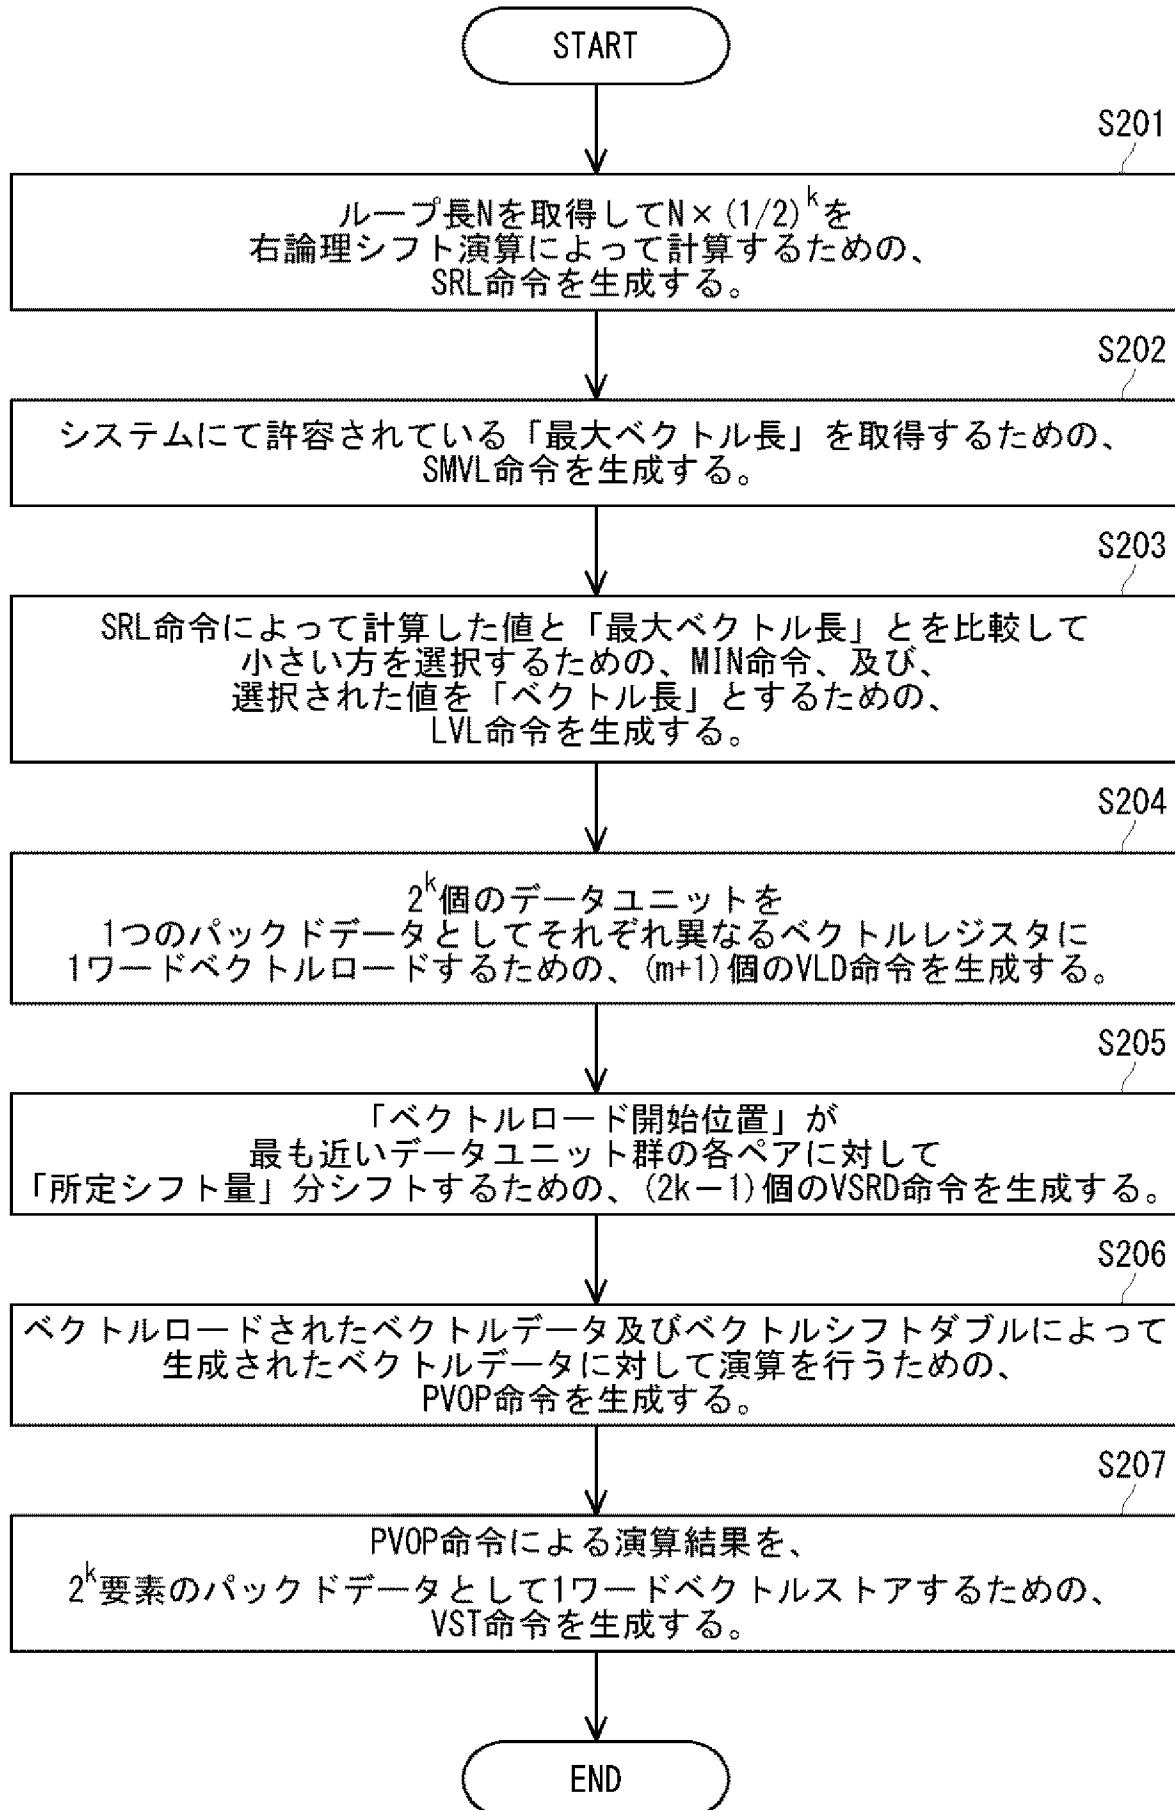 START
S201
ループ長Nを取得してN×(1/2)^kを
右論理シフト演算によって計算するための、
SRL命令を生成する。
S202
システムにて許容されている「最大ベクトル長」を取得するための、
SMVL命令を生成する。
S203
SRL命令によって計算した値と「最大ベクトル長」とを比較して
小さい方を選択するための、MIN命令、及び、
選択された値を「ベクトル長」とするための、
LVL命令を生成する。
S204
2^k個のデータユニットを
1つのパックドデータとしてそれぞれ異なるベクトルレジスタに
1ワードベクトルロードするための、(m+1)個のVLD命令を生成する。
S205
「ベクトルロード開始位置」が
最も近いデータユニット群の各ペアに対して
「所定シフト量」分シフトするための、(2k－1)個のVSRD命令を生成する。
S206
ベクトルロードされたベクトルデータ及びベクトルシフトダブルによって
生成されたベクトルデータに対して演算を行うための、
PVOP命令を生成する。
S207
PVOP命令による演算結果を、
2^k要素のパックドデータとして1ワードベクトルストアするための、
VST命令を生成する。
END